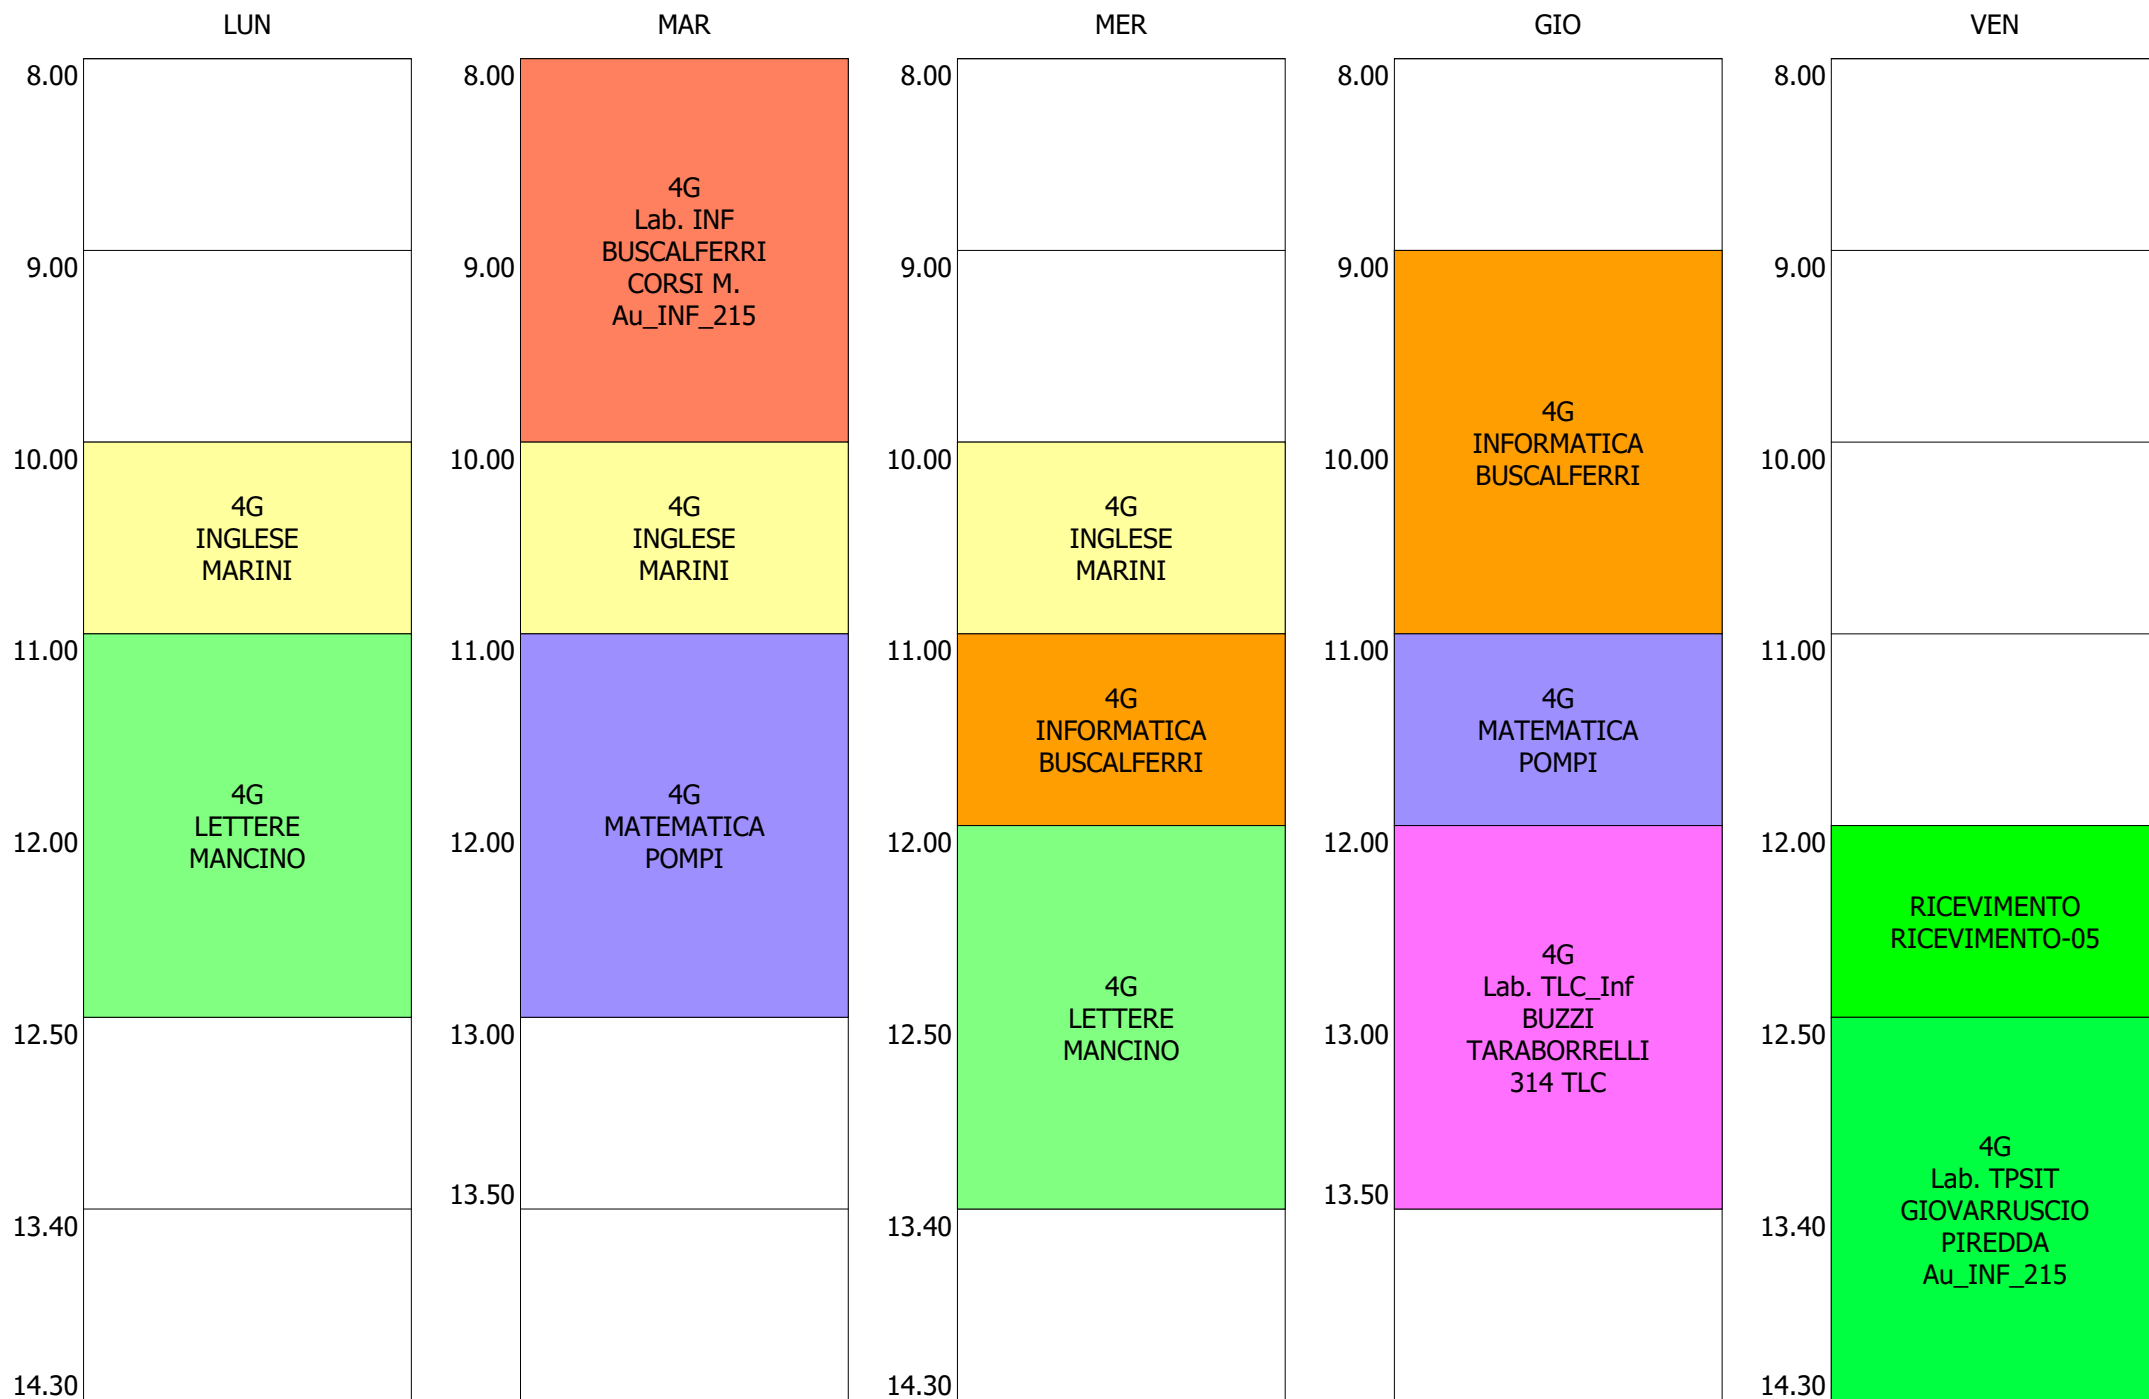 LUN
MAR
MER
GIO
VEN
8.00
9.00
10.00
11.00
12.00
12.50
13.40
14.30
4G
INGLESE
MARINI
4G
LETTERE
MANCINO
8.00
9.00
10.00
11.00
12.00
13.00
13.50
4G
Lab. INF
BUSCALFERRI
CORSI M.
Au_INF_215
4G
INGLESE
MARINI
4G
MATEMATICA
POMPI
8.00
9.00
10.00
11.00
12.00
12.50
13.40
14.30
4G
INGLESE
MARINI
4G
INFORMATICA
BUSCALFERRI
4G
LETTERE
MANCINO
8.00
9.00
10.00
11.00
12.00
13.00
13.50
4G
INFORMATICA
BUSCALFERRI
4G
MATEMATICA
POMPI
4G
Lab. TLC_Inf
BUZZI
TARABORRELLI
314 TLC
8.00
9.00
10.00
11.00
12.00
12.50
13.40
14.30
RICEVIMENTO
RICEVIMENTO-05
4G
Lab. TPSIT
GIOVARRUSCIO
PIREDDA
Au_INF_215